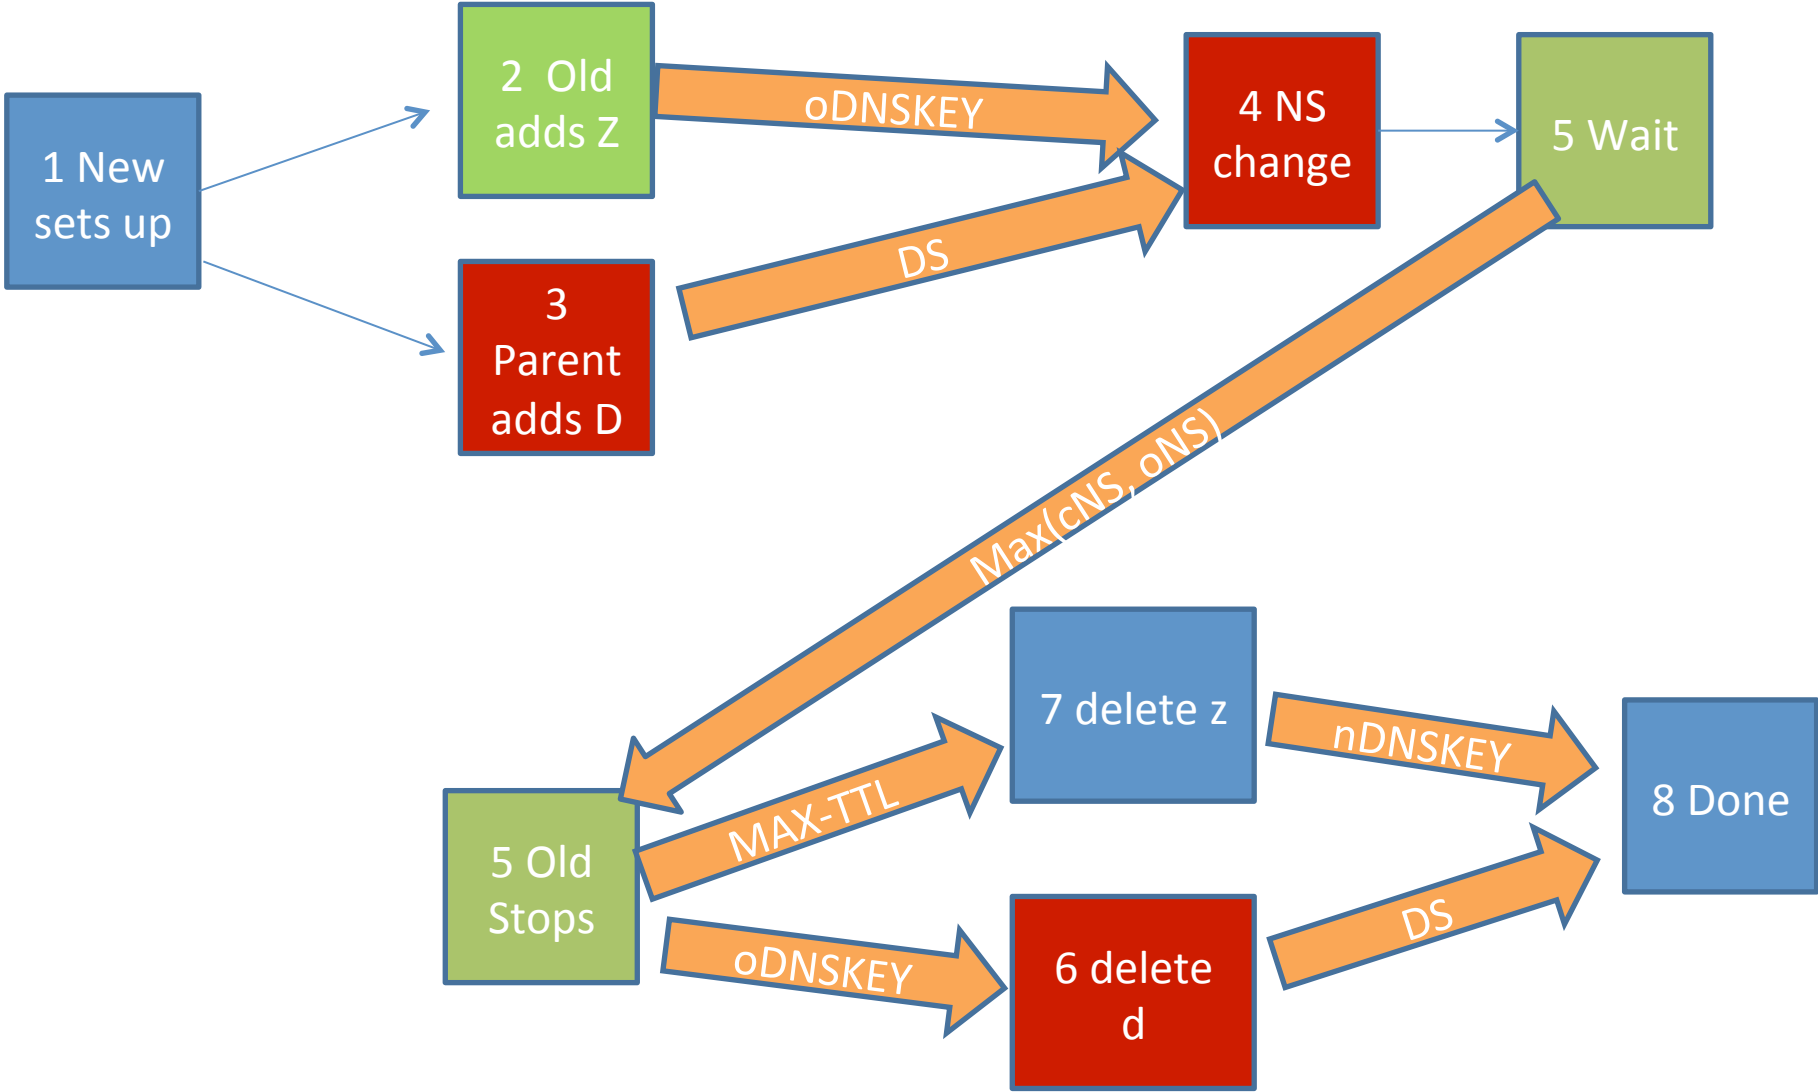 1 New
sets up
2 Old
adds Z
oDNSKEY
3
Parent
adds D
DS
4 NS
change
5 Wait
Max(cNS, oNS)
5 Old
Stops
MAX-TTL
oDNSKEY
7 delete z
6 delete
d
nDNSKEY
DS
8 Done